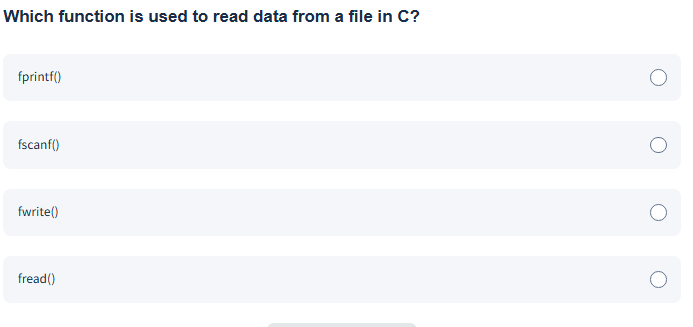 Which function is used to read data from a file in C?
fprintf()
fscanf()
fwrite()
fread()